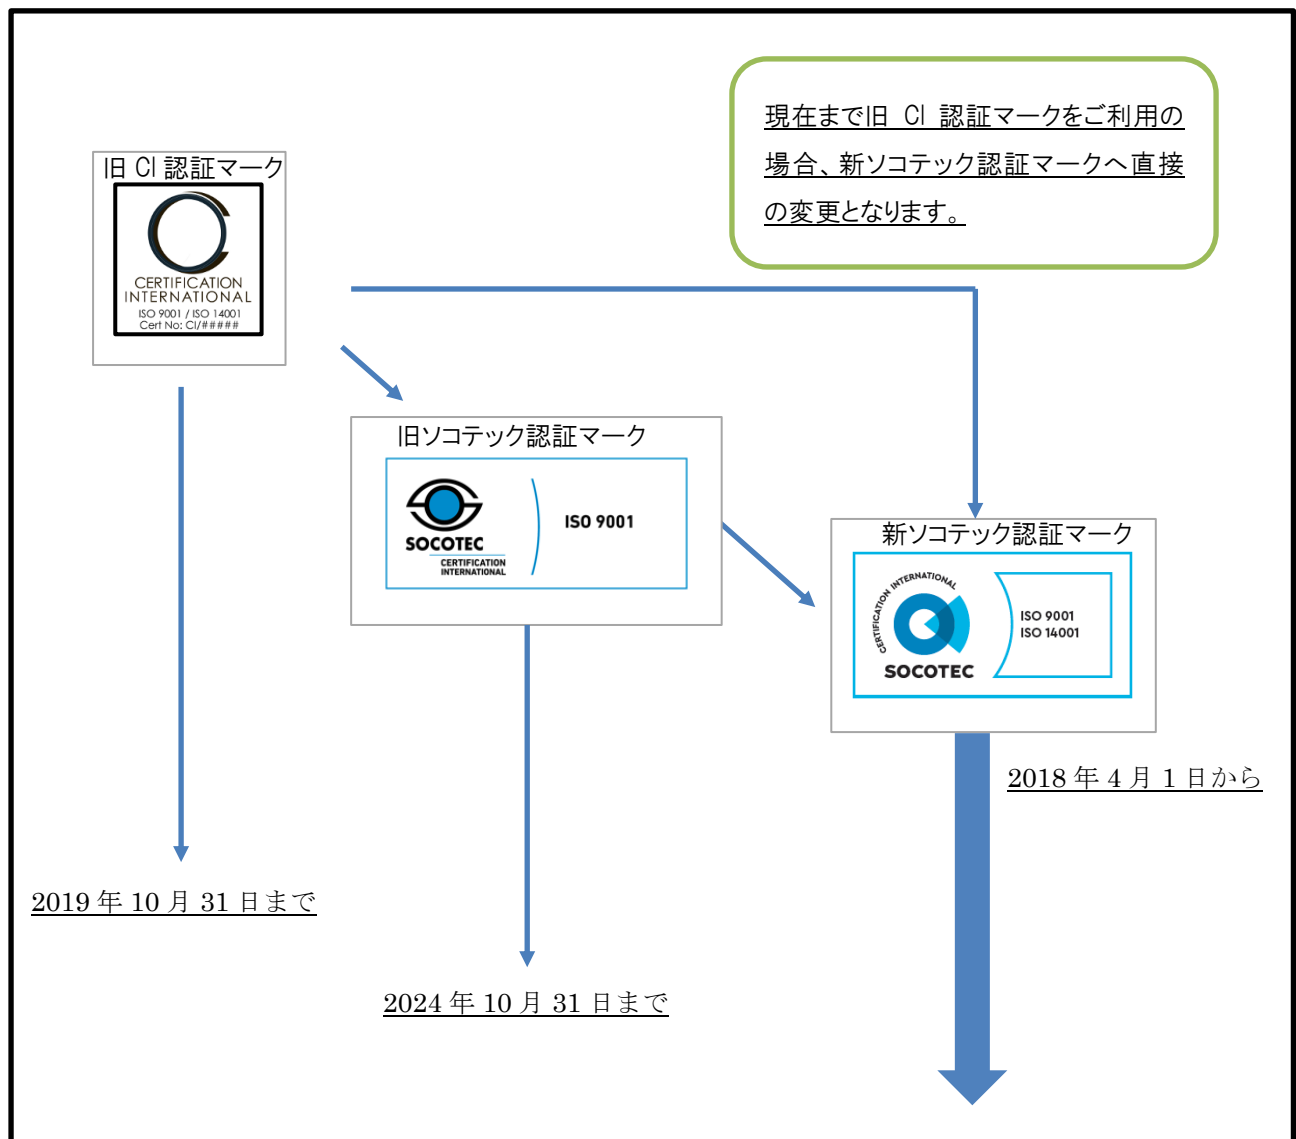 現在まで旧 CI 認証マークをご利用の
場合、新ソコテック認証マークへ直接
の変更となります。
旧 CI 認証マーク
CERTIFICATION
INTERNATIONAL
ISO 9001 / ISO 14001
Cert No: CI/#####
旧ソコテック認証マーク
SOCOTEC
CERTIFICATION
INTERNATIONAL
ISO 9001
新ソコテック認証マーク
CERTIFICATION INTERNATIONAL
SOCOTEC
ISO 9001
ISO 14001
2018 年 4 月 1 日から
2019 年 10 月 31 日まで
2024 年 10 月 31 日まで